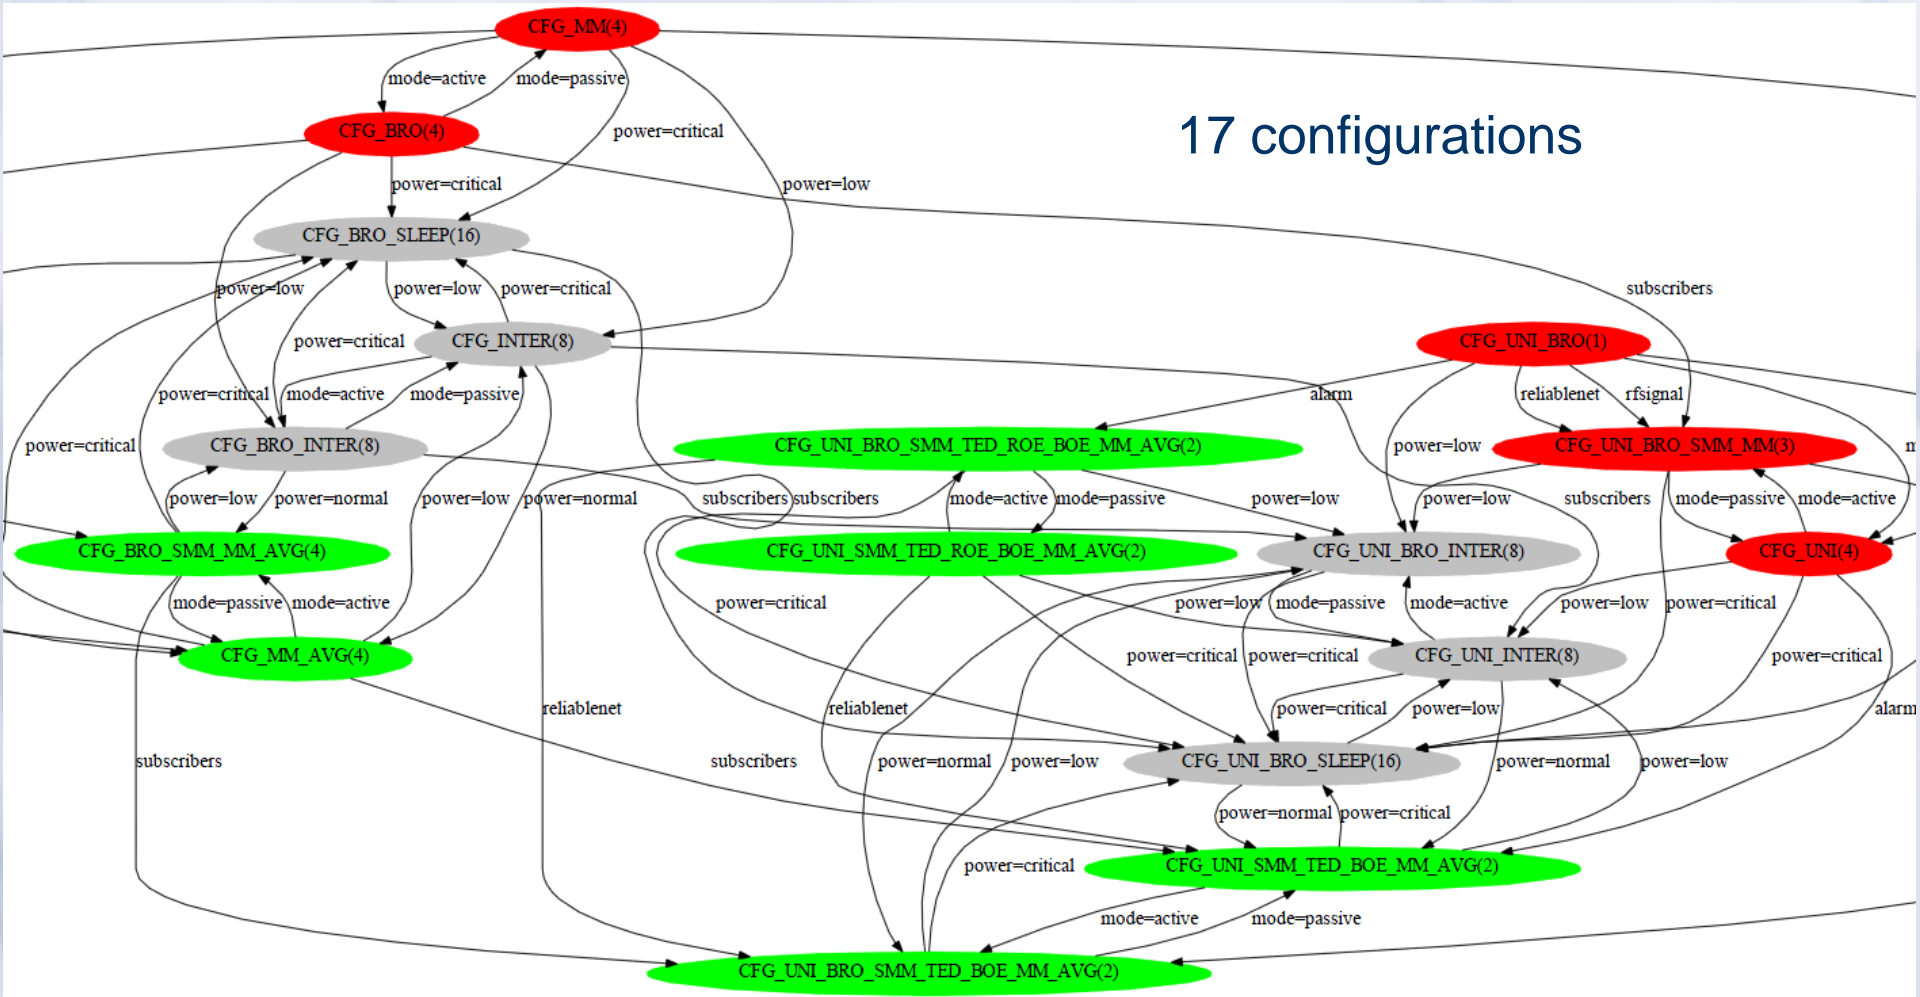 CFG_MM(4)
mode=active
mode=passive
CFG_BRO(4)
power=critical
17 configurations
power=critical
power=low
CFG_BRO_SLEEP(16)
power=low
power=low
power=critical
subscribers
power=critical
CFG_INTER(8)
CFG_UNI_BRO(1)
power=critical
mode=active
mode=passive
alarm
reliablenet
rfsignal
power=critical
CFG_BRO_INTER(8)
CFG_UNI_BRO_SMM_TED_ROE_BOE_MM_AVG(2)
power=low
CFG_UNI_BRO_SMM_MM(3)
power=low
power=normal
power=low
power=normal
subscribers
subscribers
mode=active
mode=passive
power=low
power=low
subscribers
mode=passive
mode=active
CFG_BRO_SMM_MM_AVG(4)
CFG_UNI_SMM_TED_ROE_BOE_MM_AVG(2)
CFG_UNI_BRO_INTER(8)
CFG_UNI(4)
mode=passive
mode=active
power=critical
power=low
mode=passive
mode=active
power=low
power=critical
CFG_MM_AVG(4)
power=critical
power=critical
CFG_UNI_INTER(8)
power=critical
reliablenet
reliablenet
power=critical
power=low
alarm
subscribers
subscribers
power=normal
power=low
CFG_UNI_BRO_SLEEP(16)
power=normal
power=low
power=normal
power=critical
power=critical
CFG_UNI_SMM_TED_BOE_MM_AVG(2)
mode=active
mode=passive
CFG_UNI_BRO_SMM_TED_BOE_MM_AVG(2)